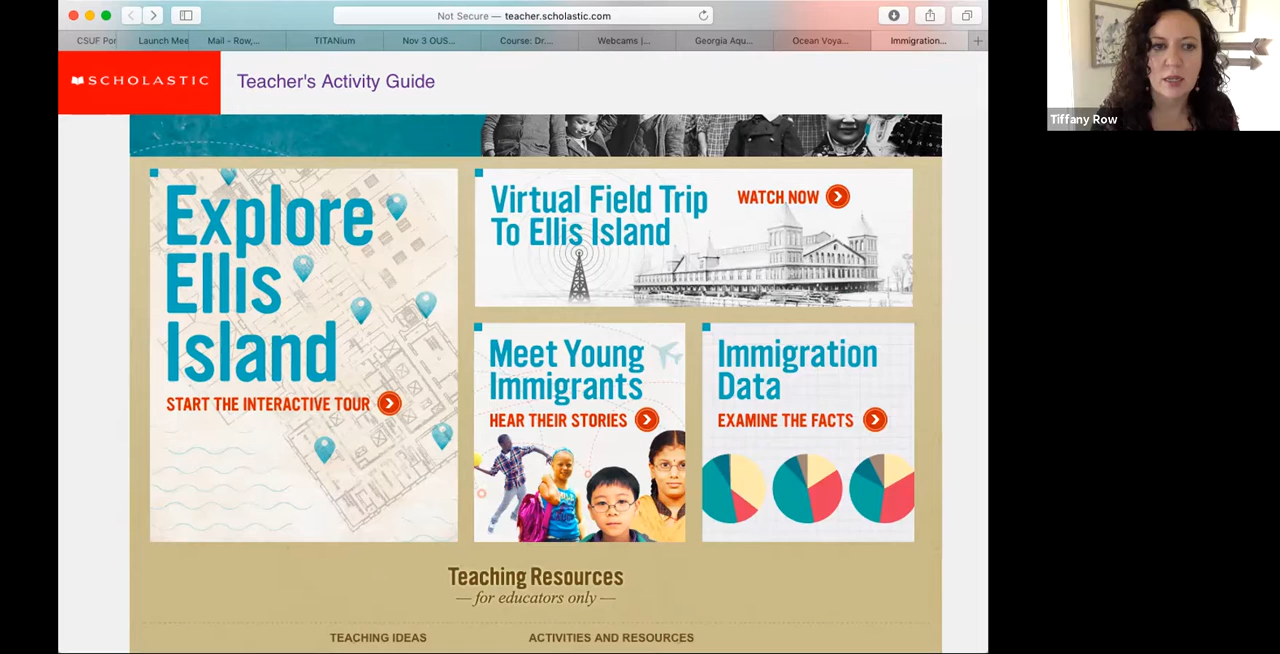 Not Secure — teacher.scholastic.com
CSUF Por
Launch Mee
Mail - Row,...
TITANium
Nov 3 OUS...
Course: Dr....
Webcams |...
Georgia Aqu...
Ocean Voya...
Immigration...
SCHOLASTIC
Teacher's Activity Guide
Tiffany Row
Explore
Ellis
Island
START THE INTERACTIVE TOUR
Virtual Field Trip
To Ellis Island
WATCH NOW
Meet Young
Immigrants
HEAR THEIR STORIES
Immigration
Data
EXAMINE THE FACTS
Teaching Resources
— for educators only —
TEACHING IDEAS
ACTIVITIES AND RESOURCES